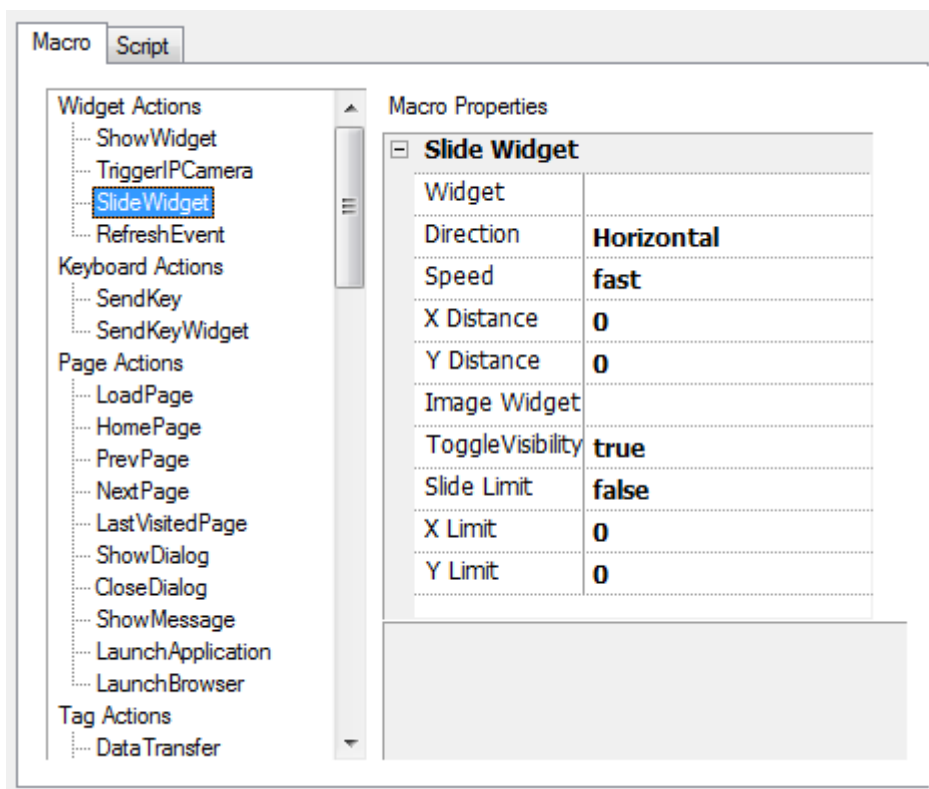 Macro Script
Widget Actions
ShowWidget
TriggerIPCamera
SlideWidget
RefreshEvent
Keyboard Actions
SendKey
SendKeyWidget
Page Actions
LoadPage
HomePage
PrevPage
NextPage
LastVisitedPage
ShowDialog
CloseDialog
ShowMessage
LaunchApplication
LaunchBrowser
Tag Actions
DataTransfer
Macro Properties
Slide Widget
Widget
Direction Horizontal
Speed fast
X Distance 0
Y Distance 0
Image Widget
ToggleVisibility true
Slide Limit false
X Limit 0
Y Limit 0